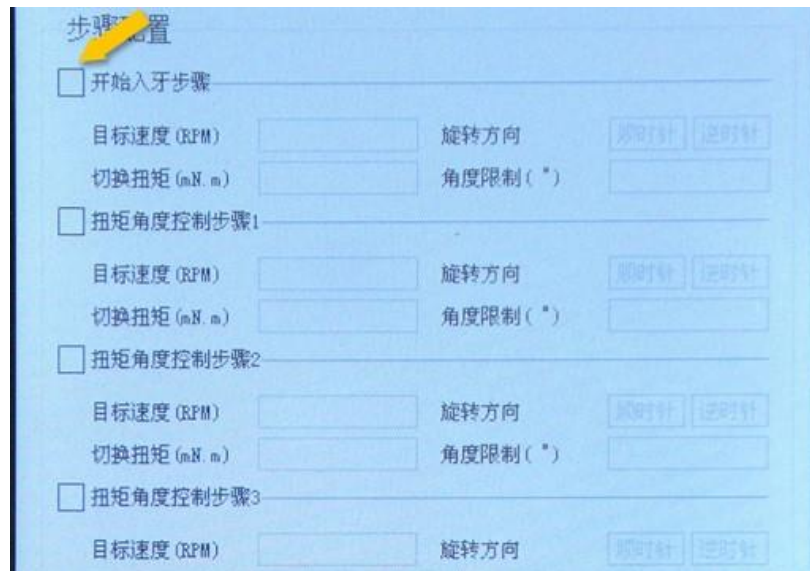 步骤配置
开始入牙步骤
目标速度(RPM) 旋转方向 顺时针 逆时针
切换扭矩(mN.m) 角度限制(°)
扭矩角度控制步骤1
目标速度(RPM) 旋转方向 顺时针 逆时针
切换扭矩(mN.m) 角度限制(°)
扭矩角度控制步骤2
目标速度(RPM) 旋转方向 顺时针 逆时针
切换扭矩(mN.m) 角度限制(°)
扭矩角度控制步骤3
目标速度(RPM) 旋转方向 顺时针 逆时针